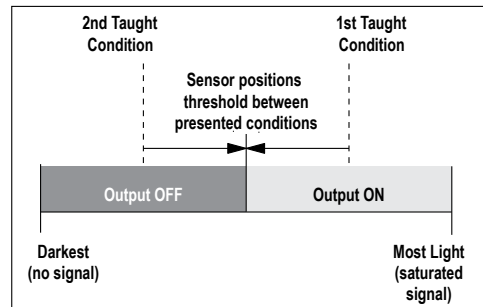 2nd Taught
Condition
1st Taught
Condition
Sensor positions
threshold between
presented conditions
Output OFF
Output ON
Darkest
(no signal)
Most Light
(saturated
signal)